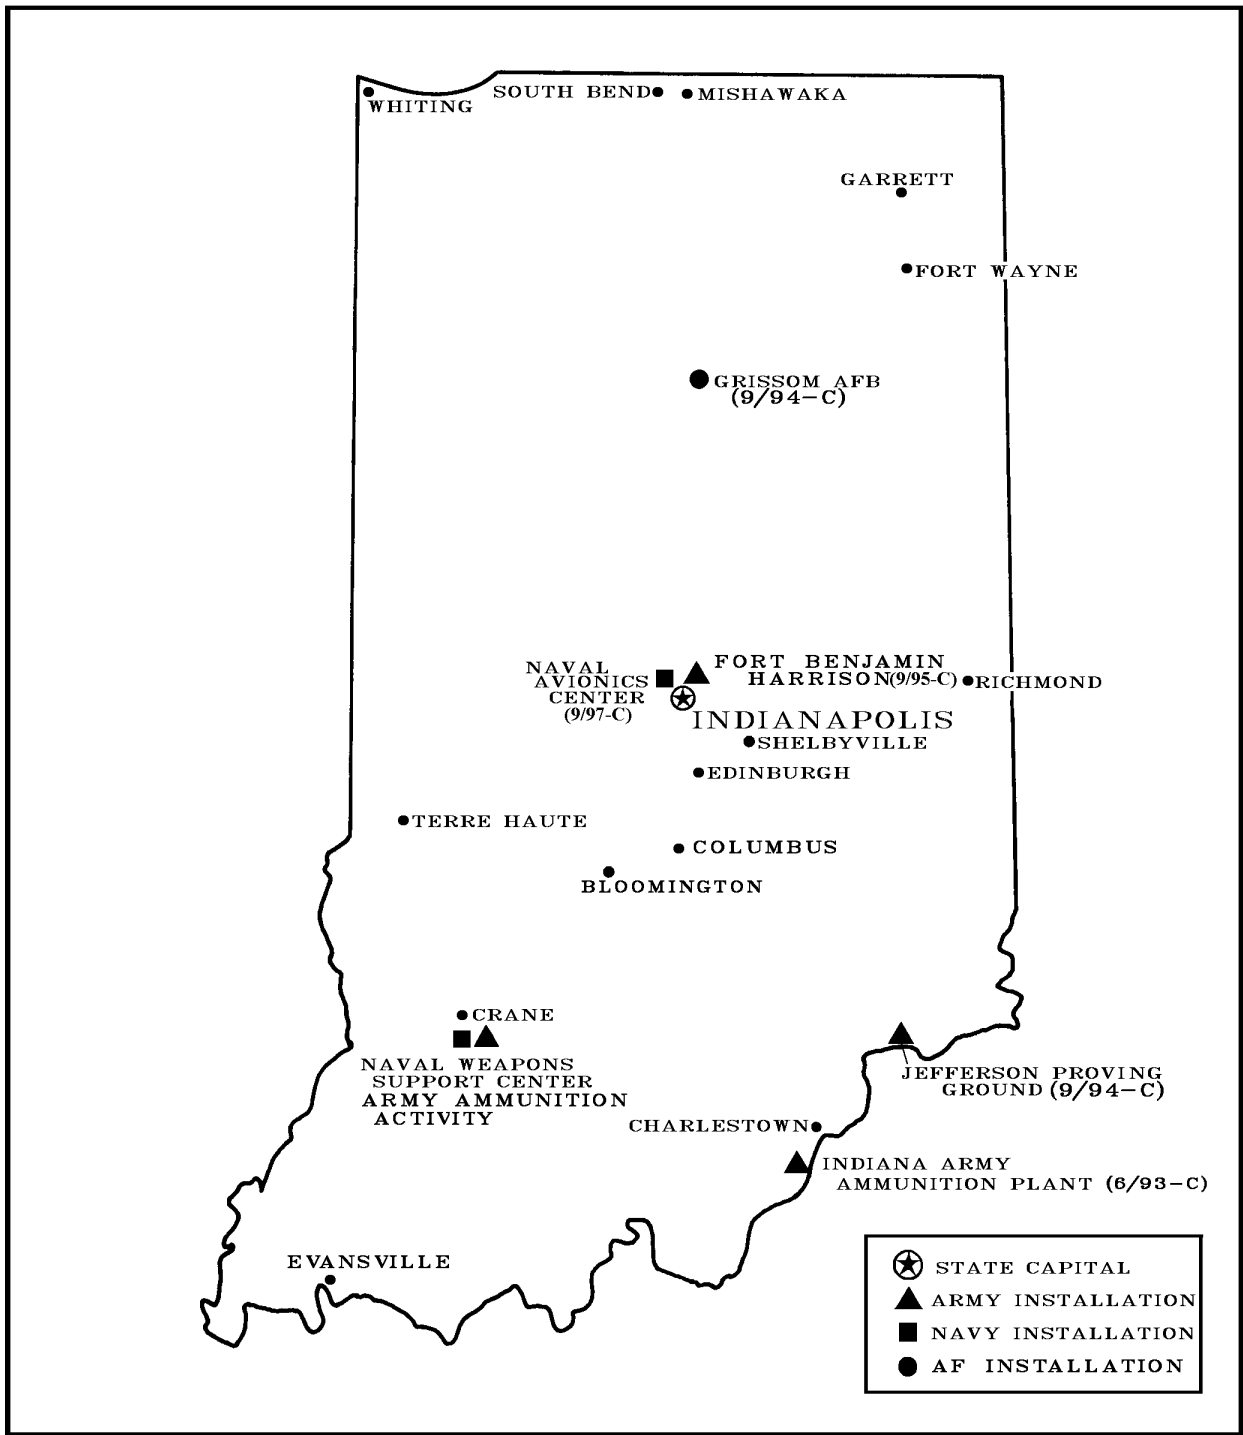 SOUTH BEND
MISHAWAKA
WHITING
GARRETT
FORT WAYNE
GRISSOM AFB
(9/94-C)
NAVAL
AVIONICS
CENTER
(9/97-C)
FORT BENJAMIN
HARRISON(9/95-C)
RICHMOND
INDIANAPOLIS
SHELBYVILLE
EDINBURGH
TERRE HAUTE
COLUMBUS
BLOOMINGTON
CRANE
NAVAL WEAPONS
SUPPORT CENTER
ARMY AMMUNITION
ACTIVITY
JEFFERSON PROVING
GROUND (9/94-C)
CHARLESTOWN
INDIANA ARMY
AMMUNITION PLANT (6/93-C)
EVANSVILLE
STATE CAPITAL
ARMY INSTALLATION
NAVY INSTALLATION
AF INSTALLATION